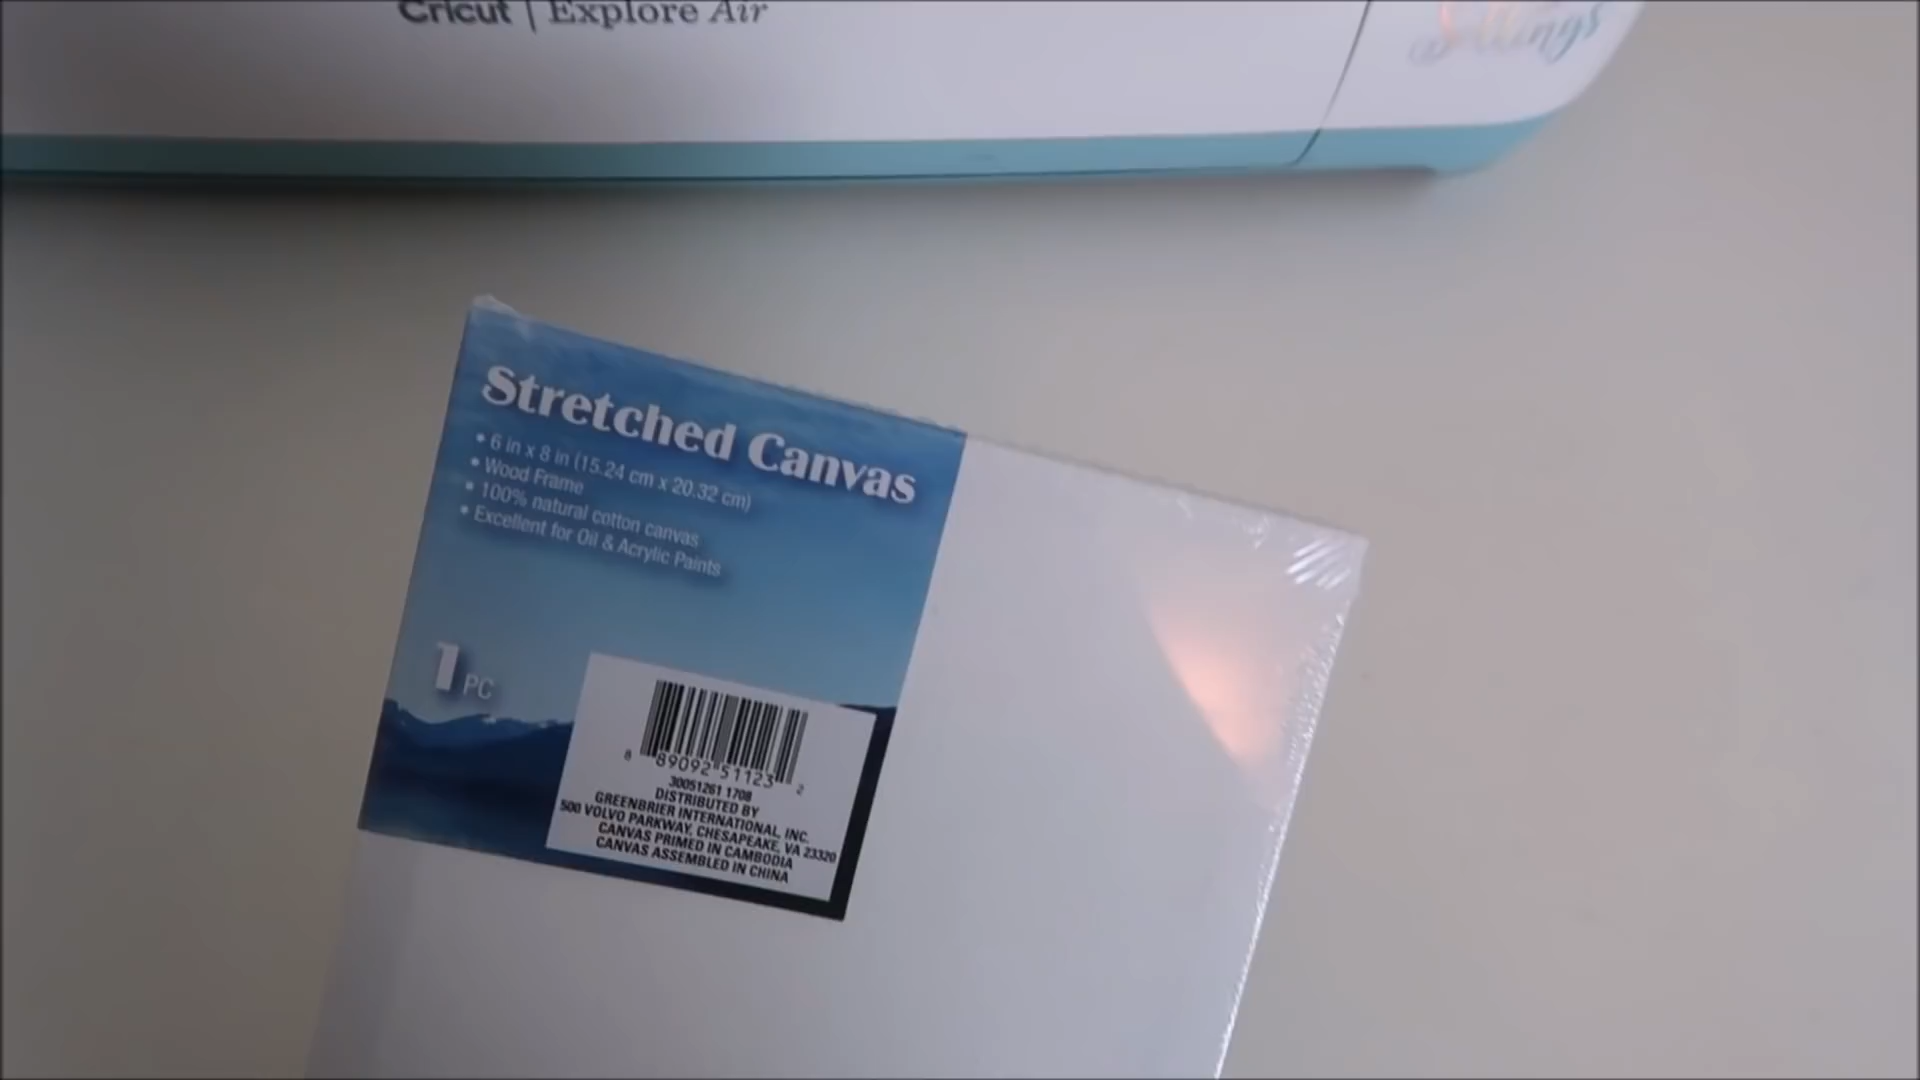 Cricut | Explore Air
Stretched Canvas
• 6 in x 8 in (15.24 cm x 20.32 cm)
• Wood Frame
• 100% natural cotton canvas
• Excellent for Oil & Acrylic Paints
1 PC
8 89092 51123 2
30051261 1708
DISTRIBUTED BY
GREENBRIER INTERNATIONAL, INC.
500 VOLVO PARKWAY, CHESAPEAKE, VA 23320
CANVAS PRIMED IN CAMBODIA
CANVAS ASSEMBLED IN CHINA